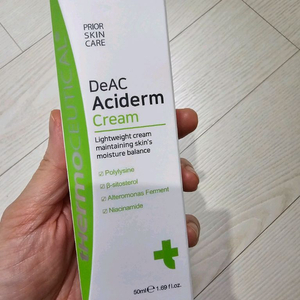 PRIOR
SKIN
CARE
DeAC
Aciderm
Cream
Lightweight cream
maintaining skin's
moisture balance
Polylysine
β-sitosterol
Alteromonas Ferment
Niacinamide
50ml ℮ 1.69 fl.oz.